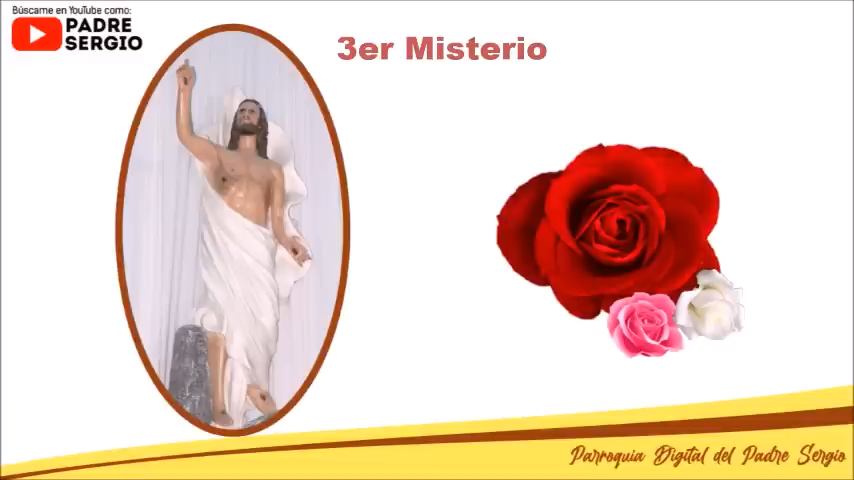 Búscame en YouTube como:
PADRE
SERGIO
3er Misterio
Parroquia Digital del Padre Sergio